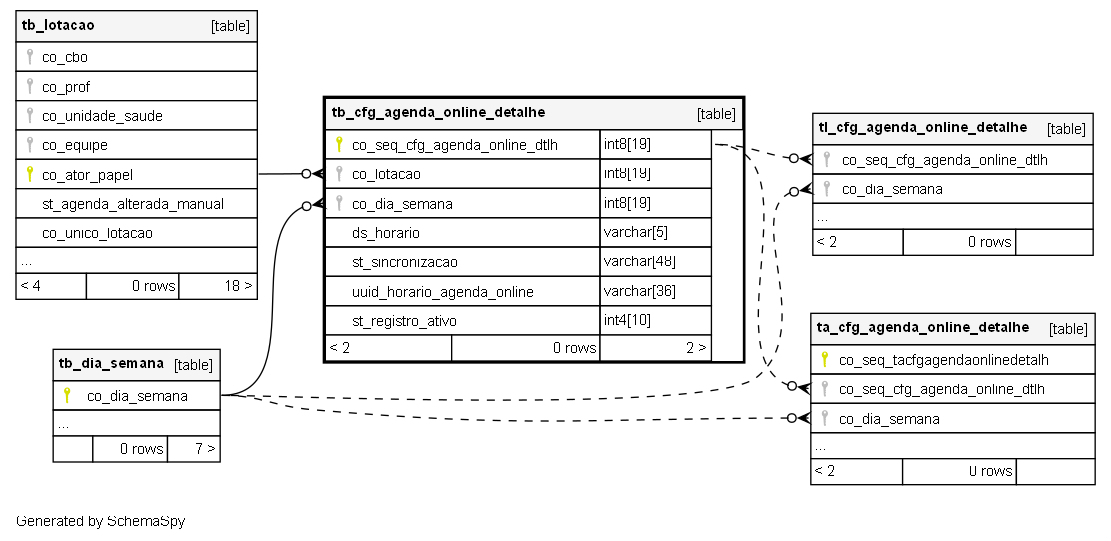 tb_lotacao [table]
co_cbo
co_prof
co_unidade_saude
co_equipe
co_ator_papel
st_agenda_alterada_manual
co_unico_lotacao
...
< 4 0 rows 18 >
tb_dia_semana [table]
co_dia_semana
...
0 rows 7 >
tb_cfg_agenda_online_detalhe [table]
co_seq_cfg_agenda_online_dtlh int8[19]
co_lotacao int8[19]
co_dia_semana int8[19]
ds_horario varchar[5]
st_sincronizacao varchar[48]
uuid_horario_agenda_online varchar[36]
st_registro_ativo int4[10]
< 2 0 rows 2 >
tl_cfg_agenda_online_detalhe [table]
co_seq_cfg_agenda_online_dtlh
co_dia_semana
...
< 2 0 rows
ta_cfg_agenda_online_detalhe [table]
co_seq_tacfgagendaonlinedetalh
co_seq_cfg_agenda_online_dtlh
co_dia_semana
...
< 2 0 rows
Generated by SchemaSpy